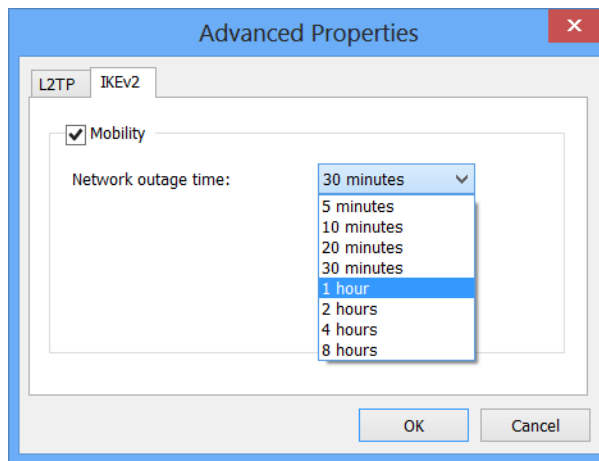 Advanced Properties
L2TP IKEv2
Mobility
Network outage time: 30 minutes
5 minutes
10 minutes
20 minutes
30 minutes
1 hour
2 hours
4 hours
8 hours
OK Cancel